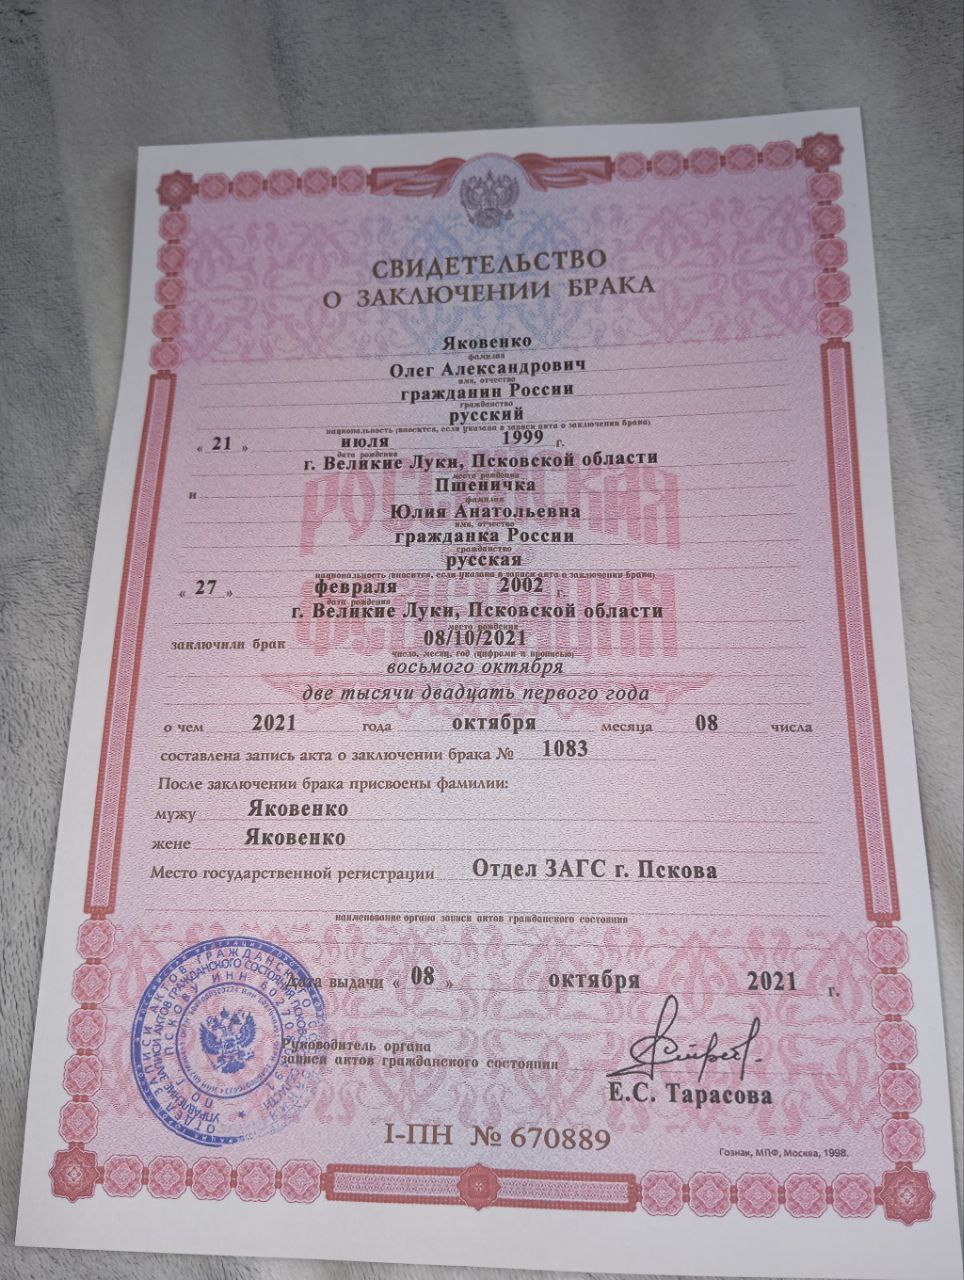 СВИДЕТЕЛЬСТВО
О ЗАКЛЮЧЕНИИ БРАКА
Яковенко
фамилия
Олег Александрович
имя, отчество
гражданин России
гражданство
русский
национальность (вносится, если указана в записи акта о заключении брака)
« 21 » июля 1999 г.
дата рождения
г. Великие Луки, Псковской области
место рождения
и Пшеничка
фамилия
Юлия Анатольевна
имя, отчество
гражданка России
гражданство
русская
национальность (вносится, если указана в записи акта о заключении брака)
« 27 » февраля 2002 г.
дата рождения
г. Великие Луки, Псковской области
место рождения
заключили брак 08/10/2021
число, месяц, год (цифрами и прописью)
восьмого октября
две тысячи двадцать первого года
о чем 2021 года октября месяца 08 числа
составлена запись акта о заключении брака № 1083
После заключении брака присвоены фамилии:
мужу Яковенко
жене Яковенко
Место государственной регистрации Отдел ЗАГС г. Пскова
наименование органа записи актов гражданского состояния
Дата выдачи « 08 » октября 2021 г.
Руководитель органа
записи актов гражданского состояния
Е.С. Тарасова
I-ПН № 670889
Гознак, МПФ, Москва, 1998.
РОССИЙСКАЯ
ФЕДЕРАЦИЯ